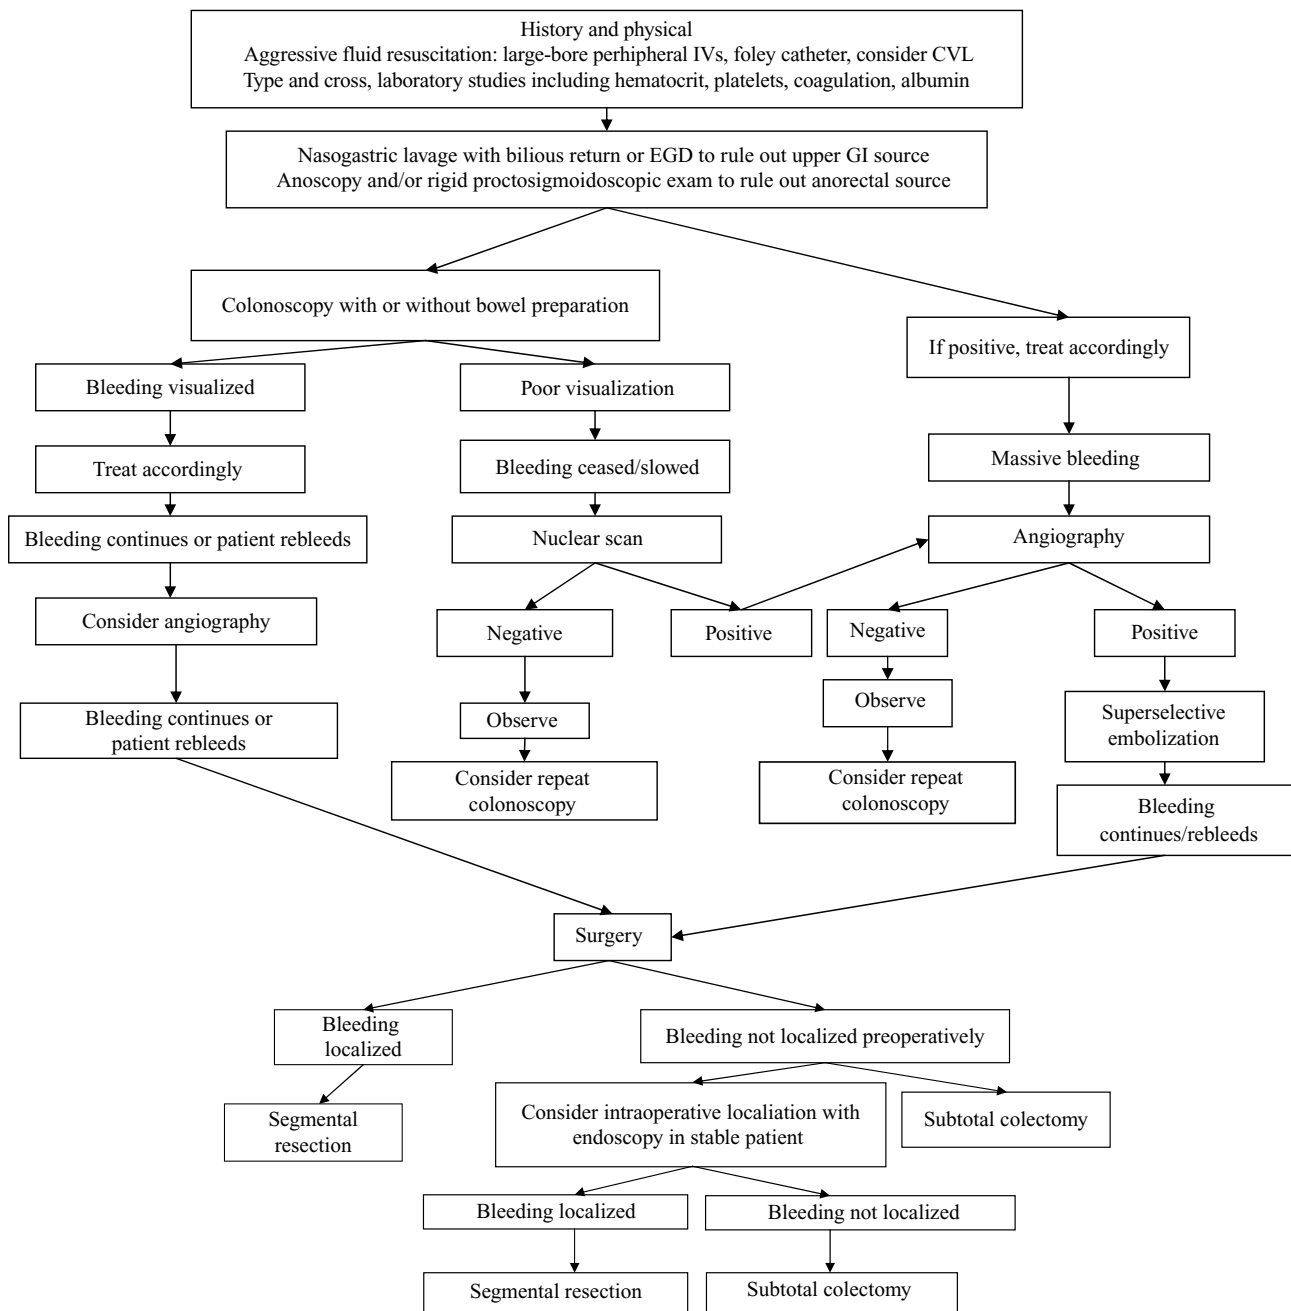 History and physical
Aggressive fluid resuscitation: large-bore perhipheral IVs, foley catheter, consider CVL
Type and cross, laboratory studies including hematocrit, platelets, coagulation, albumin
Nasogastric lavage with bilious return or EGD to rule out upper GI source
Anoscopy and/or rigid proctosigmoidoscopic exam to rule out anorectal source
Colonoscopy with or without bowel preparation
If positive, treat accordingly
Bleeding visualized
Poor visualization
Massive bleeding
Treat accordingly
Bleeding ceased/slowed
Bleeding continues or patient rebleeds
Nuclear scan
Angiography
Consider angiography
Negative
Positive
Negative
Positive
Bleeding continues or
patient rebleeds
Observe
Observe
Superselective
embolization
Consider repeat
colonoscopy
Consider repeat
colonoscopy
Bleeding
continues/rebleeds
Surgery
Bleeding
localized
Bleeding not localized preoperatively
Segmental
resection
Consider intraoperative localiation with
endoscopy in stable patient
Subtotal colectomy
Bleeding localized
Bleeding not localized
Segmental resection
Subtotal colectomy